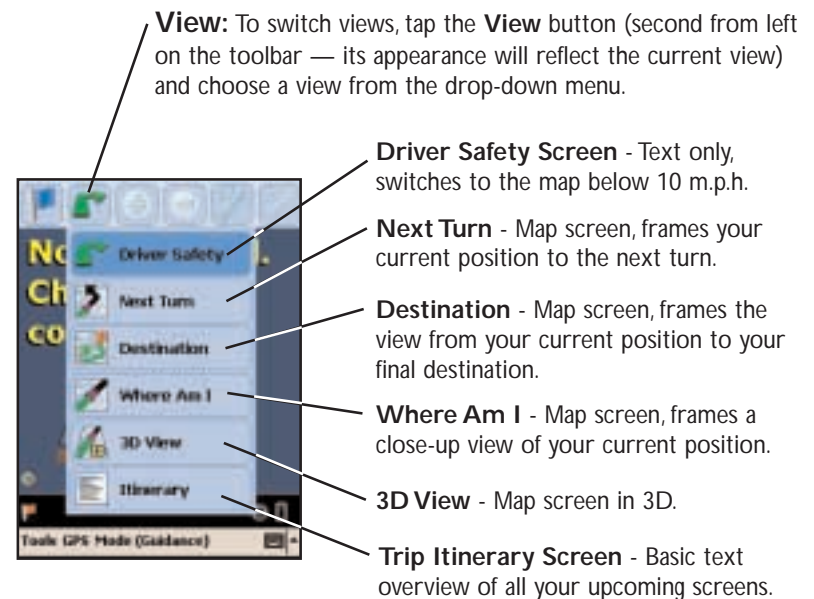 View: To switch views, tap the View button (second from left
on the toolbar — its appearance will reflect the current view)
and choose a view from the drop-down menu.
Driver Safety Screen - Text only,
switches to the map below 10 m.p.h.
Next Turn - Map screen, frames your
current position to the next turn.
Destination - Map screen, frames the
view from your current position to your
final destination.
Where Am I - Map screen, frames a
close-up view of your current position.
3D View - Map screen in 3D.
Trip Itinerary Screen - Basic text
overview of all your upcoming screens.
Driver Safety
Next Turn
Destination
Where Am I
3D View
Itinerary
Tools GPS Mode (Guidance)